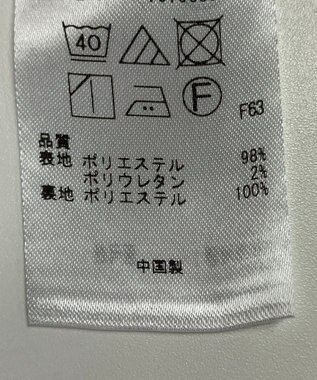 40
F
F63
品質
表地 ポリエステル 98%
ポリウレタン 2%
裏地 ポリエステル 100%
中国製